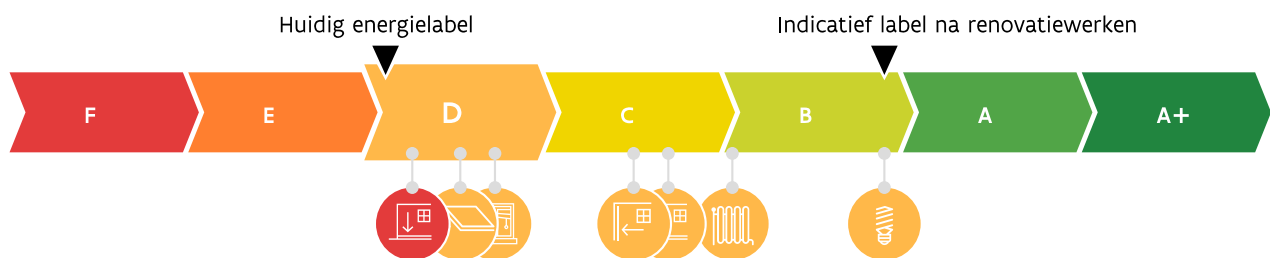 Huidig energielabel
Indicatief label na renovatiewerken
F
E
D
C
B
A
A+